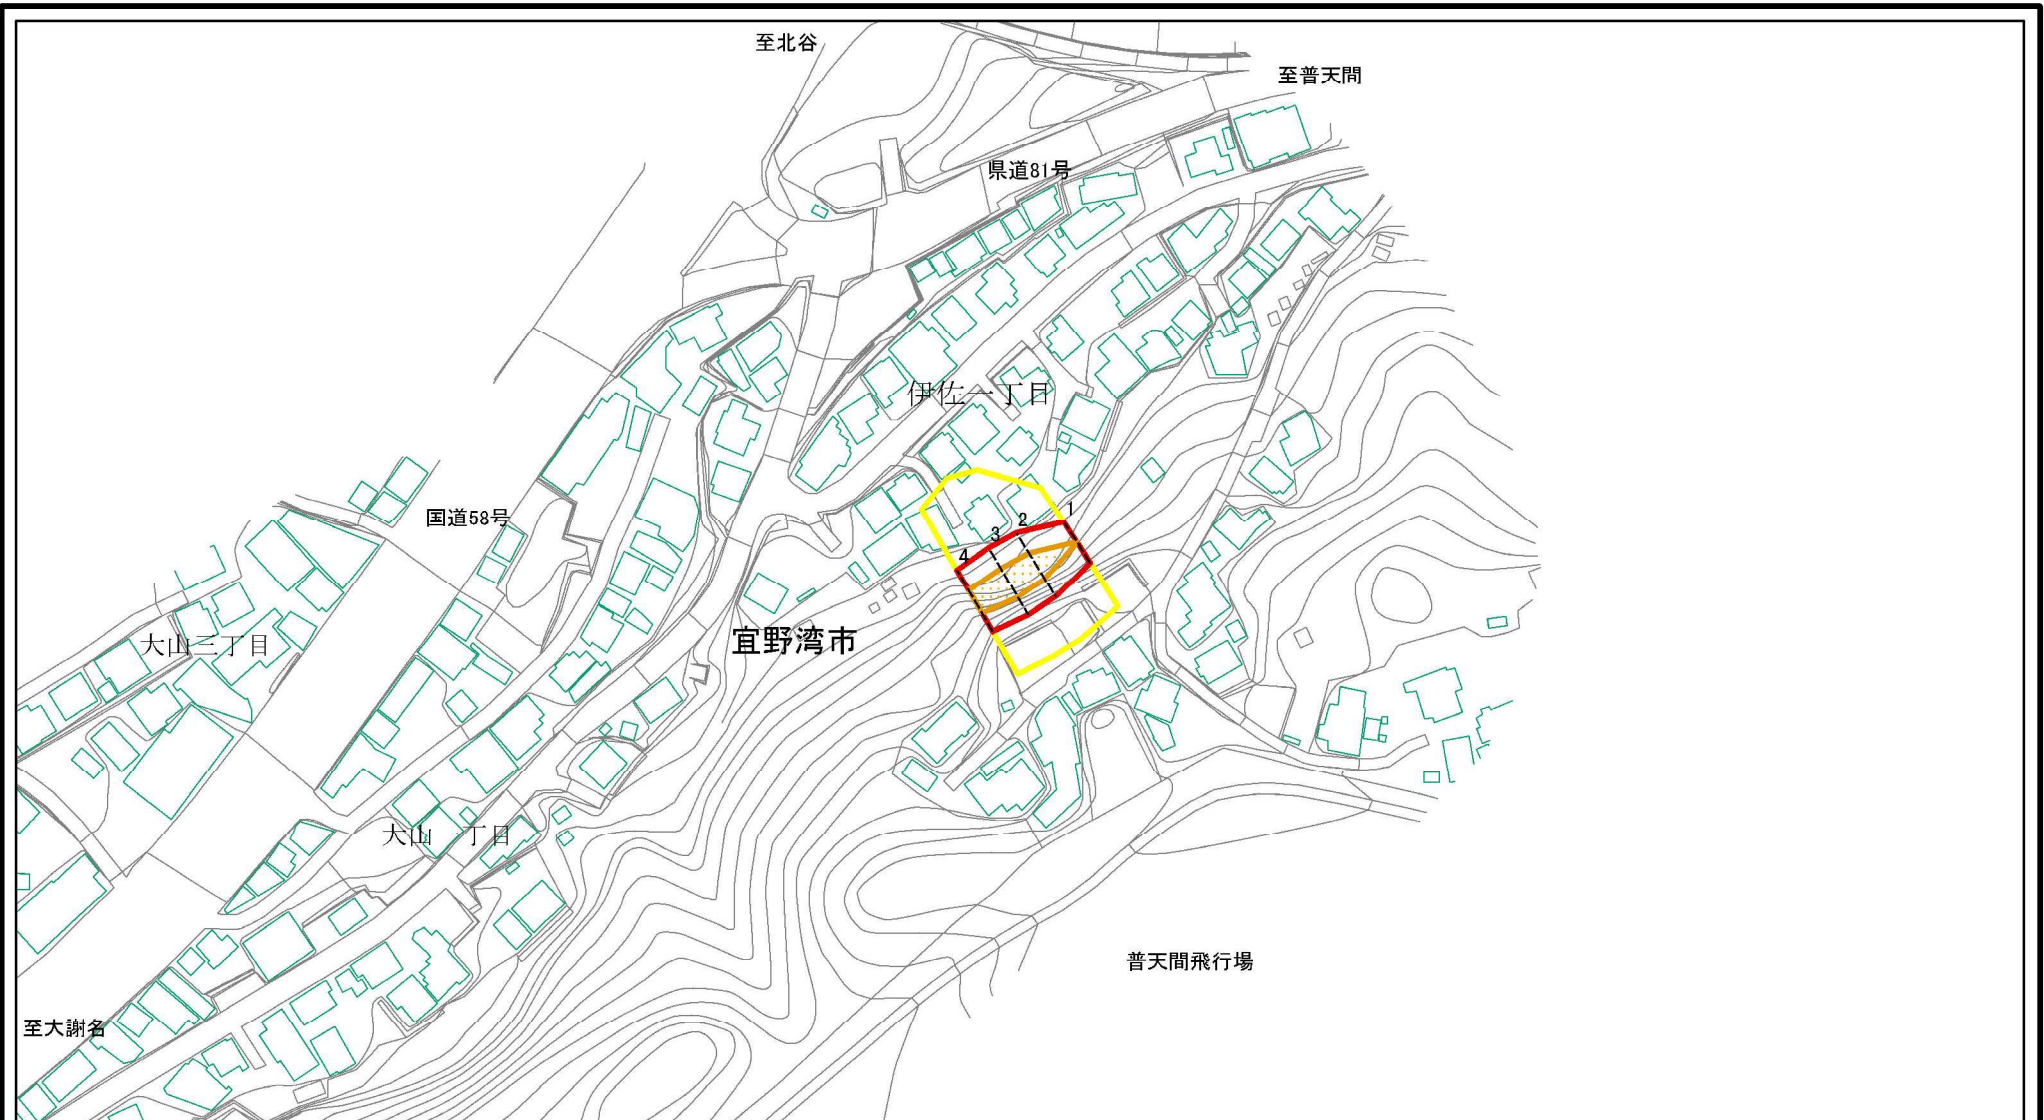 至北谷
至普天間
県道81号
伊佐一丁目
国道58号
1
2
3
4
大山三丁目
宜野湾市
大山 丁目
普天間飛行場
至大謝名